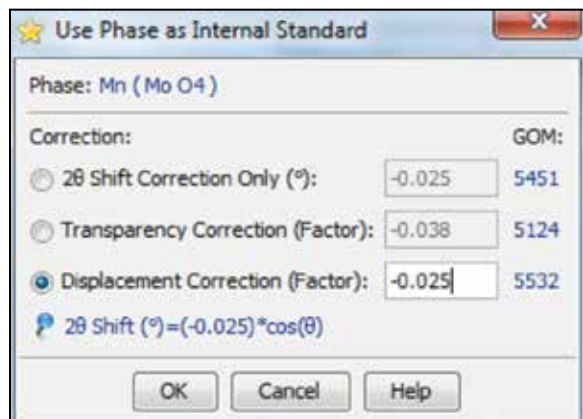 Use Phase as Internal Standard
Phase: Mn ( Mo O4 )
Correction: GOM:
2θ Shift Correction Only (°): -0.025 5451
Transparency Correction (Factor): -0.038 5124
Displacement Correction (Factor): -0.025 5532
2θ Shift (°)=(-0.025)*cos(θ)
OK Cancel Help